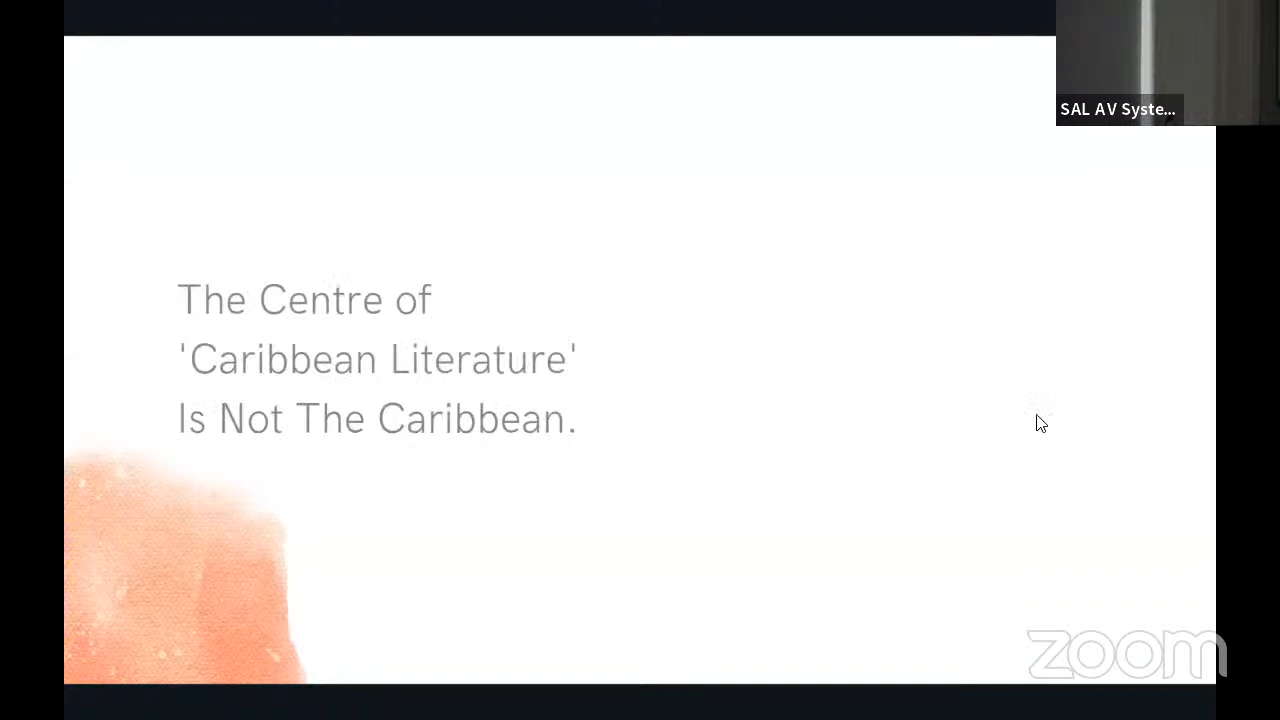 SAL AV Syste...
The Centre of
'Caribbean Literature'
Is Not The Caribbean.
zoom